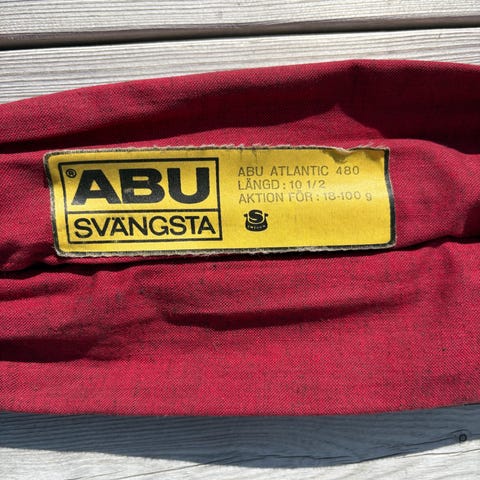 ® ABU
SVÄNGSTA
ABU ATLANTIC 480
LÄNGD : 10 1/2
AKTION FÖR : 18-100 g
S
SWEDEN